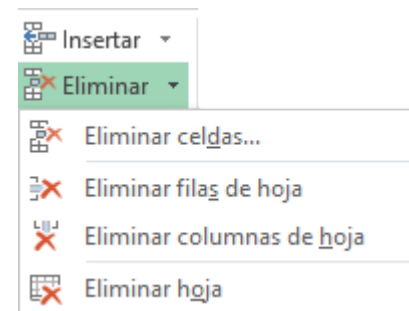 Insertar
Eliminar
Eliminar celdas...
Eliminar filas de hoja
Eliminar columnas de hoja
Eliminar hoja